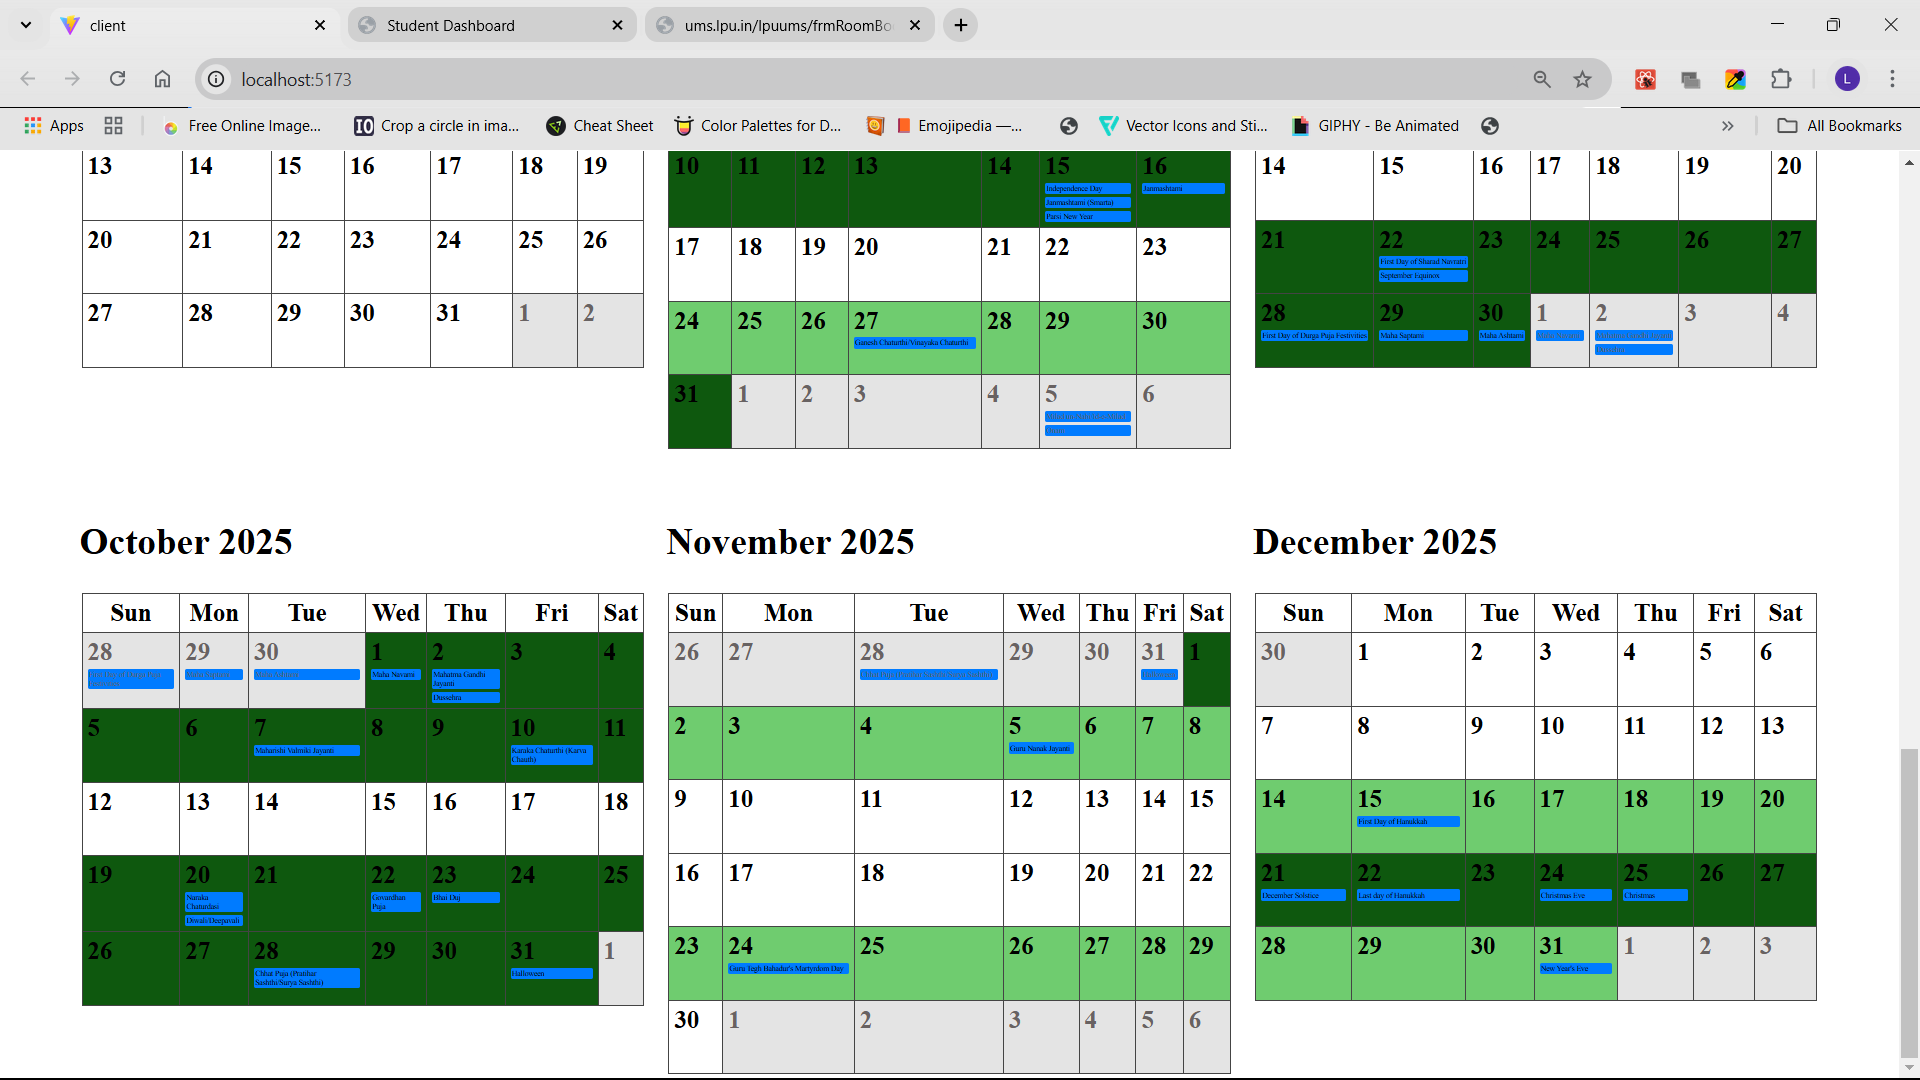 client
Student Dashboard
ums.lpu.in/lpuums/frmRoomBo
localhost:5173
L
Apps
Free Online Image...
Crop a circle in ima...
Cheat Sheet
Color Palettes for D...
Emojipedia —...
Vector Icons and Sti...
GIPHY - Be Animated
All Bookmarks
13 14 15 16 17 18 19
20 21 22 23 24 25 26
27 28 29 30 31 1 2
10 11 12 13 14 15 16
Independence Day
Janmashtami
Janmashtami (Smarta)
Parsi New Year
17 18 19 20 21 22 23
24 25 26 27 28 29 30
Ganesh Chaturthi/Vinayaka Chaturthi
31 1 2 3 4 5 6
14 15 16 17 18 19 20
21 22 23 24 25 26 27
First Day of Sharad Navratri
September Equinox
28 29 30 1 2 3 4
First Day of Durga Puja Festivities
Maha Saptami
Maha Ashtami
October 2025
Sun Mon Tue Wed Thu Fri Sat
28 29 30 1 2 3 4
Maha Navami
Mahatma Gandhi
Jayanti
Dussehra
5 6 7 8 9 10 11
Maharishi Valmiki Jayanti
Karaka Chaturthi (Karva
Chauth)
12 13 14 15 16 17 18
19 20 21 22 23 24 25
Naraka
Chaturdasi
Diwali/Deepavali
Govardhan
Puja
Bhai Duj
26 27 28 29 30 31 1
Chhat Puja (Pratihar
Sashthi/Surya Sashthi)
Halloween
November 2025
Sun Mon Tue Wed Thu Fri Sat
26 27 28 29 30 31 1
2 3 4 5 6 7 8
Guru Nanak Jayanti
9 10 11 12 13 14 15
16 17 18 19 20 21 22
23 24 25 26 27 28 29
Guru Tegh Bahadur's Martyrdom Day
30 1 2 3 4 5 6
December 2025
Sun Mon Tue Wed Thu Fri Sat
30 1 2 3 4 5 6
7 8 9 10 11 12 13
14 15 16 17 18 19 20
First Day of Hanukkah
21 22 23 24 25 26 27
December Solstice
Last day of Hanukkah
Christmas Eve
Christmas
28 29 30 31 1 2 3
New Year's Eve